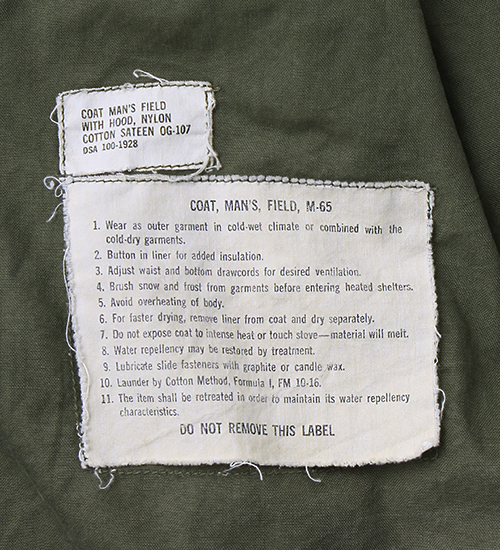 COAT MAN'S FIELD
WITH HOOD, NYLON
COTTON SATEEN OG-107
DSA 100-1928
COAT, MAN'S, FIELD, M-65
1. Wear as outer garment in cold-wet climate or combined with the
cold-dry garments.
2. Button in liner for added insulation.
3. Adjust waist and bottom drawcords for desired ventilation.
4. Brush snow and frost from garments before entering heated shelters.
5. Avoid overheating of body.
6. For faster drying, remove liner from coat and dry separately.
7. Do not expose coat to intense heat or touch stove—material will melt.
8. Water repellency may be restored by treatment.
9. Lubricate slide fasteners with graphite or candle wax.
10. Launder by Cotton Method, Formula I, FM 10-16.
11. The item shall be retreated in order to maintain its water repellency
characteristics.
DO NOT REMOVE THIS LABEL